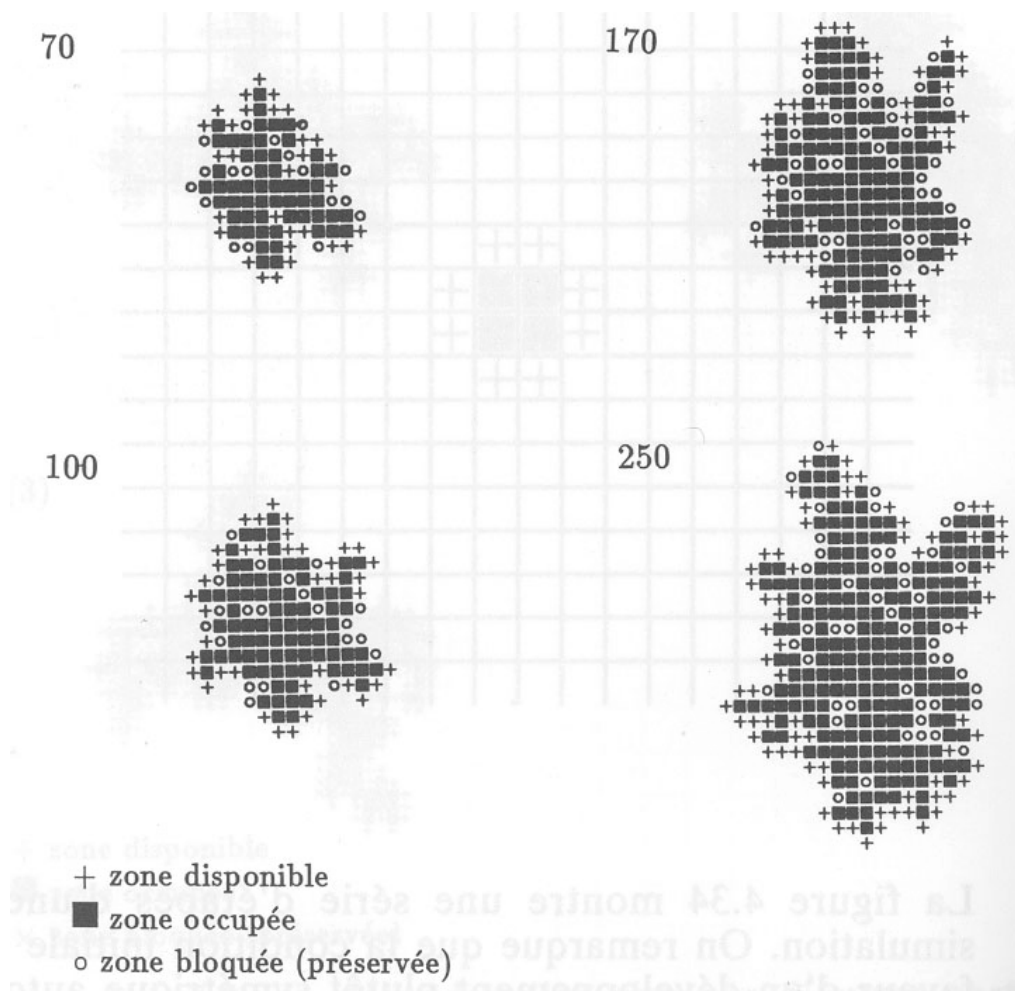 70
170
100
250
+ zone disponible
■ zone occupée
o zone bloquée (préservée)
La figure 4.34 montre une série d'étapes d'une
simulation. On remarque que la condition initiale